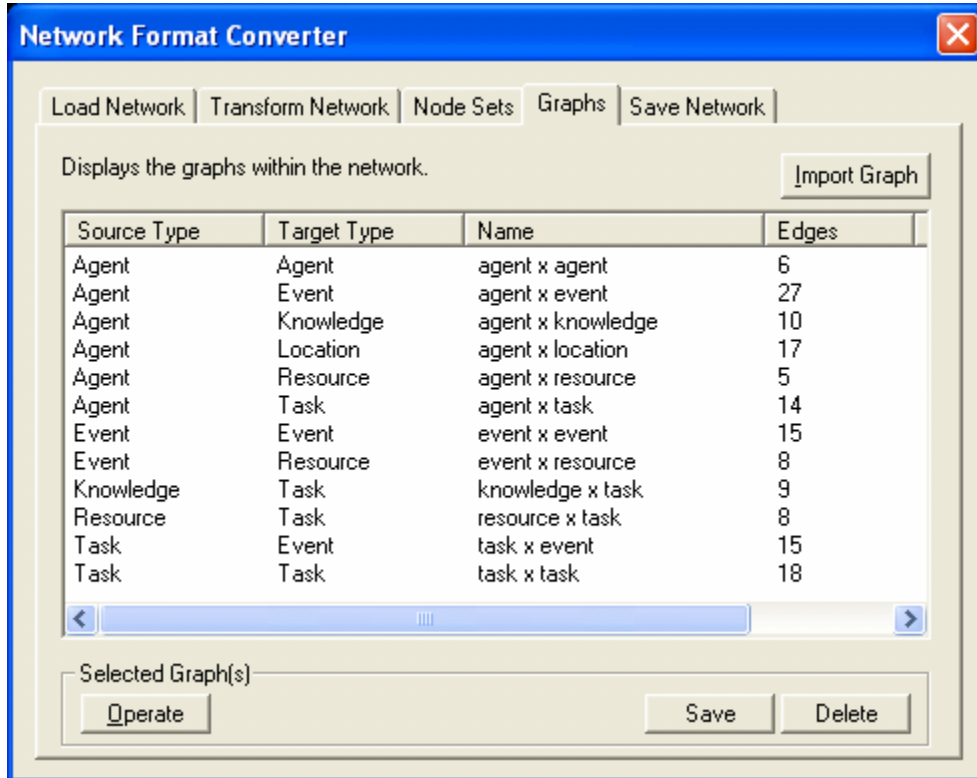 Network Format Converter
Load Network Transform Network Node Sets Graphs Save Network
Displays the graphs within the network.
Import Graph
Source Type Target Type Name Edges
Agent Agent agent x agent 6
Agent Event agent x event 27
Agent Knowledge agent x knowledge 10
Agent Location agent x location 17
Agent Resource agent x resource 5
Agent Task agent x task 14
Event Event event x event 15
Event Resource event x resource 8
Knowledge Task knowledge x task 9
Resource Task resource x task 8
Task Event task x event 15
Task Task task x task 18
Selected Graph(s)
Operate Save Delete